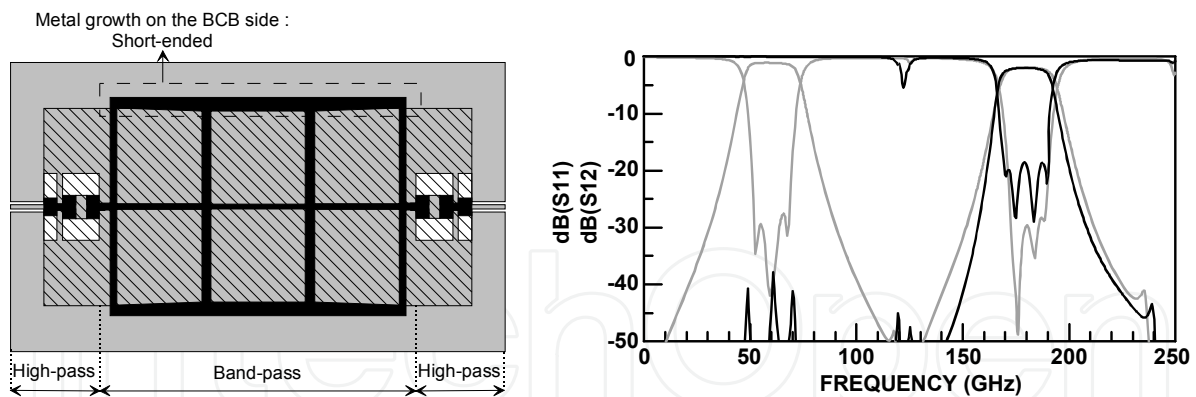 Metal growth on the BCB side :
Short-ended
High-pass
Band-pass
High-pass
dB(S11)
dB(S12)
0
-10
-20
-30
-40
-50
0
50
100
150
200
250
FREQUENCY (GHz)
intechopen